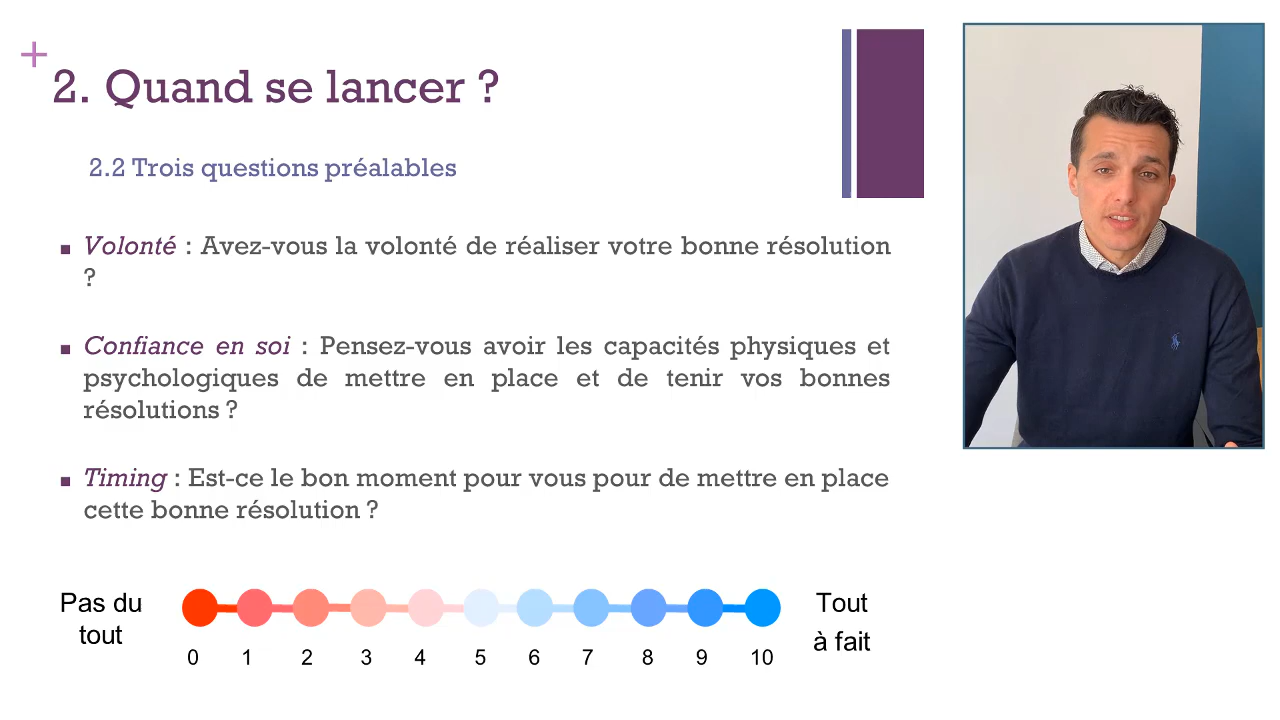 +
2. Quand se lancer ?
2.2 Trois questions préalables
▪ Volonté : Avez-vous la volonté de réaliser votre bonne résolution
?
▪ Confiance en soi : Pensez-vous avoir les capacités physiques et
psychologiques de mettre en place et de tenir vos bonnes
résolutions ?
▪ Timing : Est-ce le bon moment pour vous pour de mettre en place
cette bonne résolution ?
Pas du
tout
Tout
à fait
0 1 2 3 4 5 6 7 8 9 10